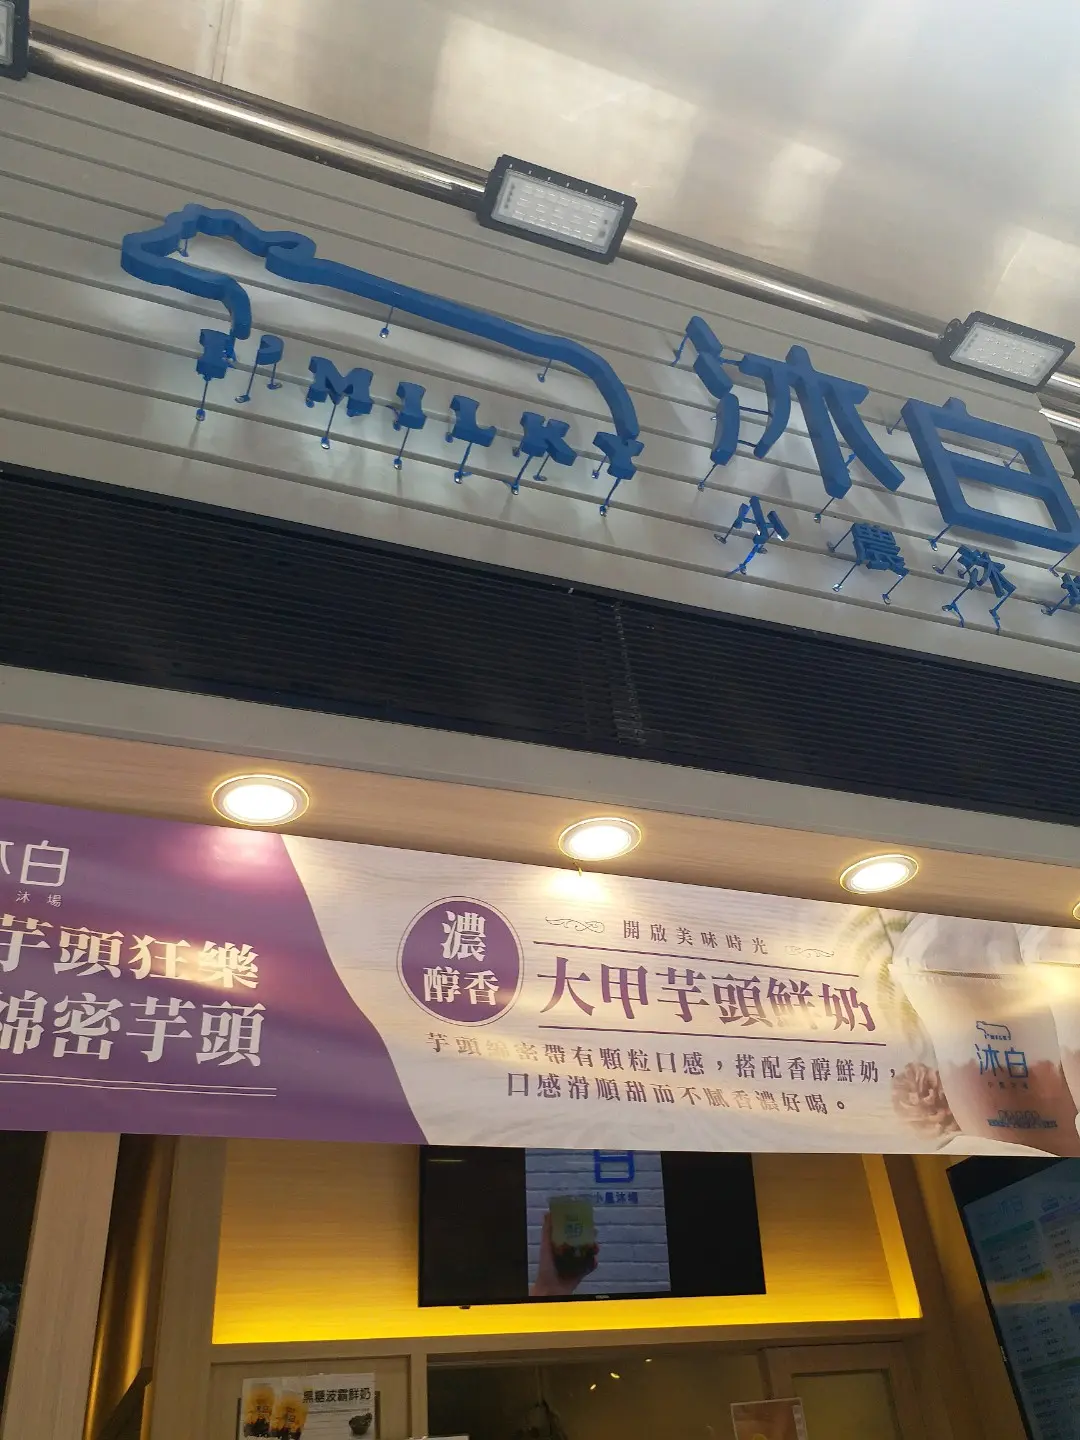 E' MILKY
沐白
小農沐場
沐白
沐場
芋頭狂樂
綿密芋頭
濃
醇香
開啟美味時光
大甲芋頭鮮奶
芋頭綿密帶有顆粒口感，搭配香醇鮮奶，
口感滑順甜而不膩香濃好喝。
沐白
白
小農沐場
黑糖波霸鮮奶